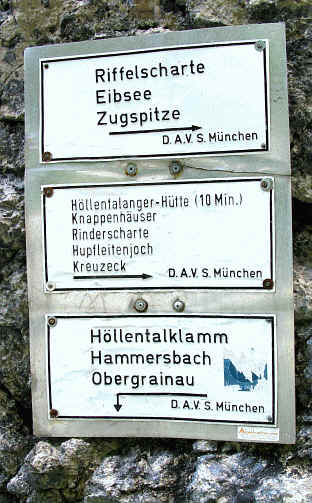 Riffelscharte
Eibsee
Zugspitze
D.A.V. S. München
Höllentalanger-Hütte (10 Min.)
Knappenhäuser
Rinderscharte
Hupfleitenjoch
Kreuzeck
D.A.V. S. München
Höllentalklamm
Hammersbach
Obergrainau
D.A.V. S. München